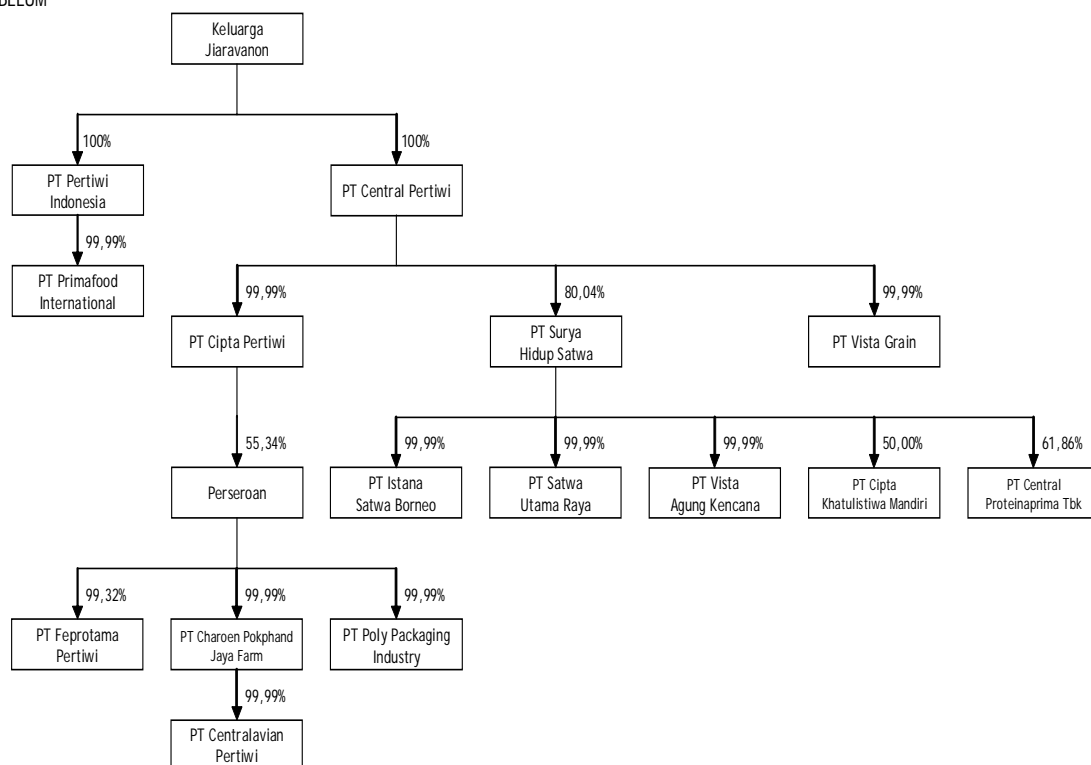 BELUM
Keluarga
Jiaravanon
100%
100%
PT Pertiwi
Indonesia
PT Central Pertiwi
99,99%
PT Primafood
International
99,99%
80,04%
99,99%
PT Cipta Pertiwi
PT Surya
Hidup Satwa
PT Vista Grain
55,34%
99,99%
99,99%
99,99%
50,00%
61,86%
Perseroan
PT Istana
Satwa Borneo
PT Satwa
Utama Raya
PT Vista
Agung Kencana
PT Cipta
Khatulistiwa Mandiri
PT Central
Proteinaprima Tbk
99,32%
99,99%
99,99%
PT Feprotama
Pertiwi
PT Charoen Pokphand
Jaya Farm
PT Poly Packaging
Industry
99,99%
PT Centralavian
Pertiwi